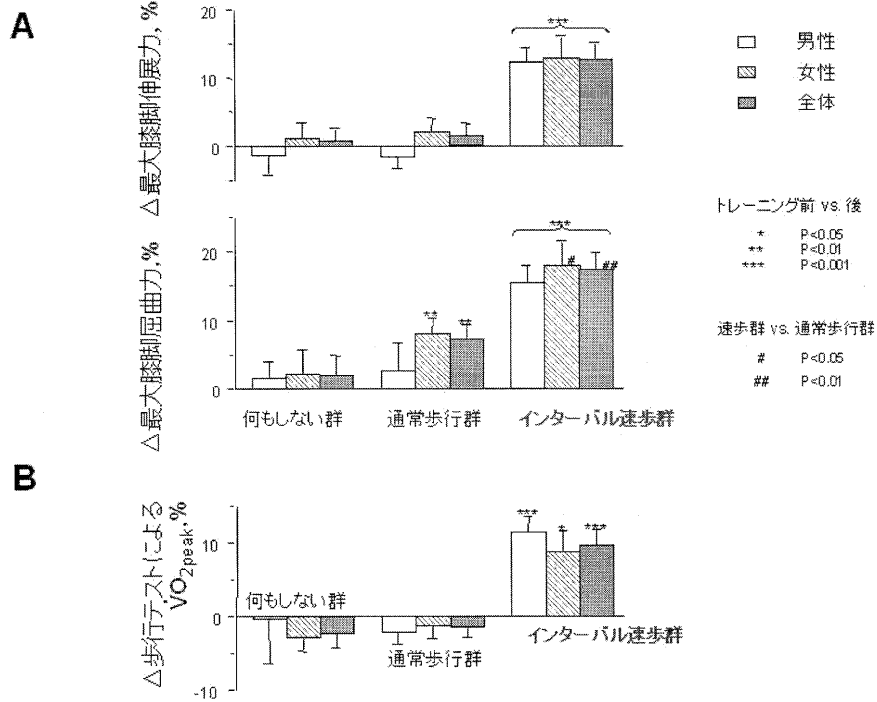 A
△最大膝脚伸展力, %
20
10
0
男性
女性
全体
△最大膝脚屈曲力, %
20
10
0
***
***
** **
# ##
トレーニング前 vs. 後
* P<0.05
** P<0.01
*** P<0.001
速歩群 vs. 通常歩行群
# P<0.05
## P<0.01
何もしない群 通常歩行群 インターバル速歩群
B
△歩行テストによる
VO2peak, %
10
0
-10
*** * ***
何もしない群
通常歩行群
インターバル速歩群